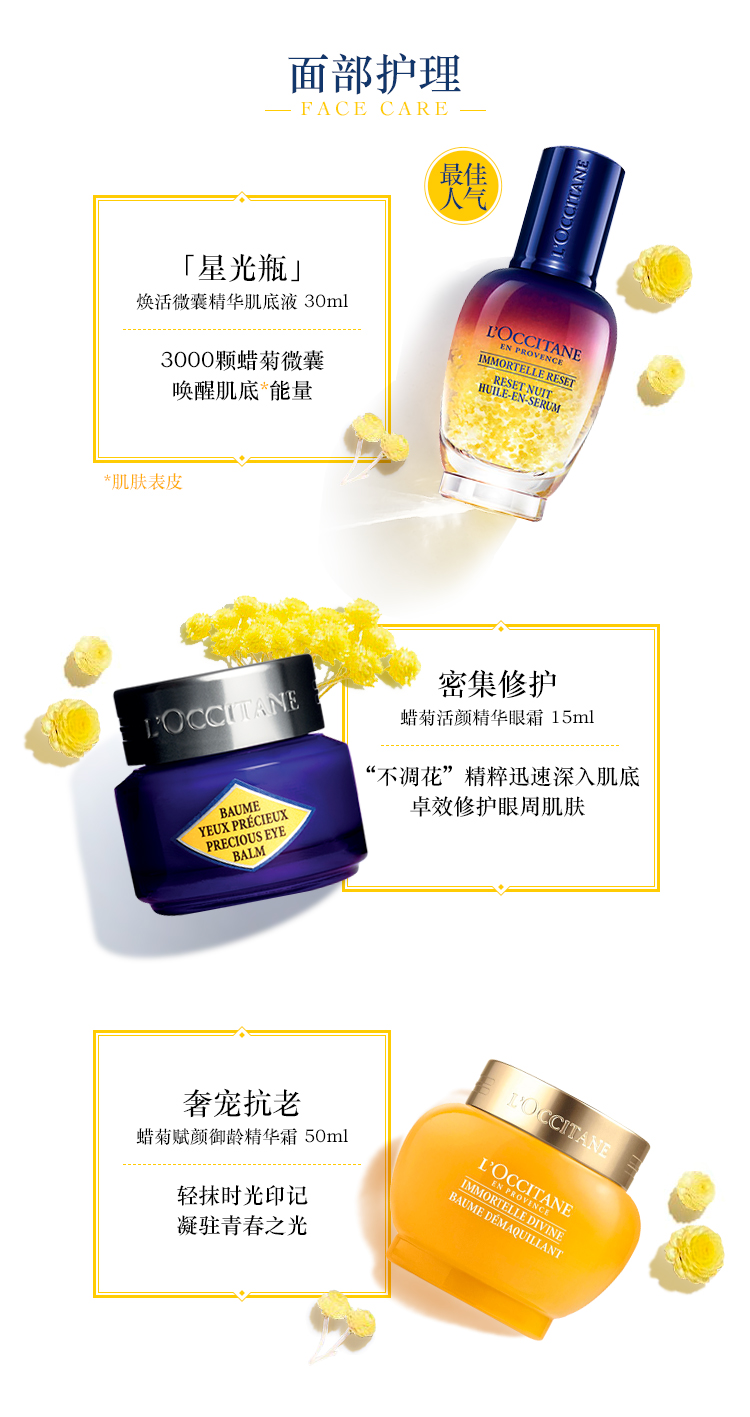 面部护理
FACE CARE
最佳
人气
「星光瓶」
焕活微囊精华肌底液 30ml
3000颗蜡菊微囊
唤醒肌底*能量
*肌肤表皮
L'OCCITANE
L'OCCITANE
EN PROVENCE
IMMORTELLE RESET
RESET NUIT
HUILE-EN-SERUM
密集修护
蜡菊活颜精华眼霜 15ml
“不凋花”精粹迅速深入肌底
卓效修护眼周肌肤
L'OCCITANE
BAUME
YEUX PRÉCIEUX
PRECIOUS EYE
BALM
奢宠抗老
蜡菊赋颜御龄精华霜 50ml
轻抹时光印记
凝驻青春之光
L'OCCITANE
L'OCCITANE
EN PROVENCE
IMMORTELLE DIVINE
BAUME DÉMAQUILLANT